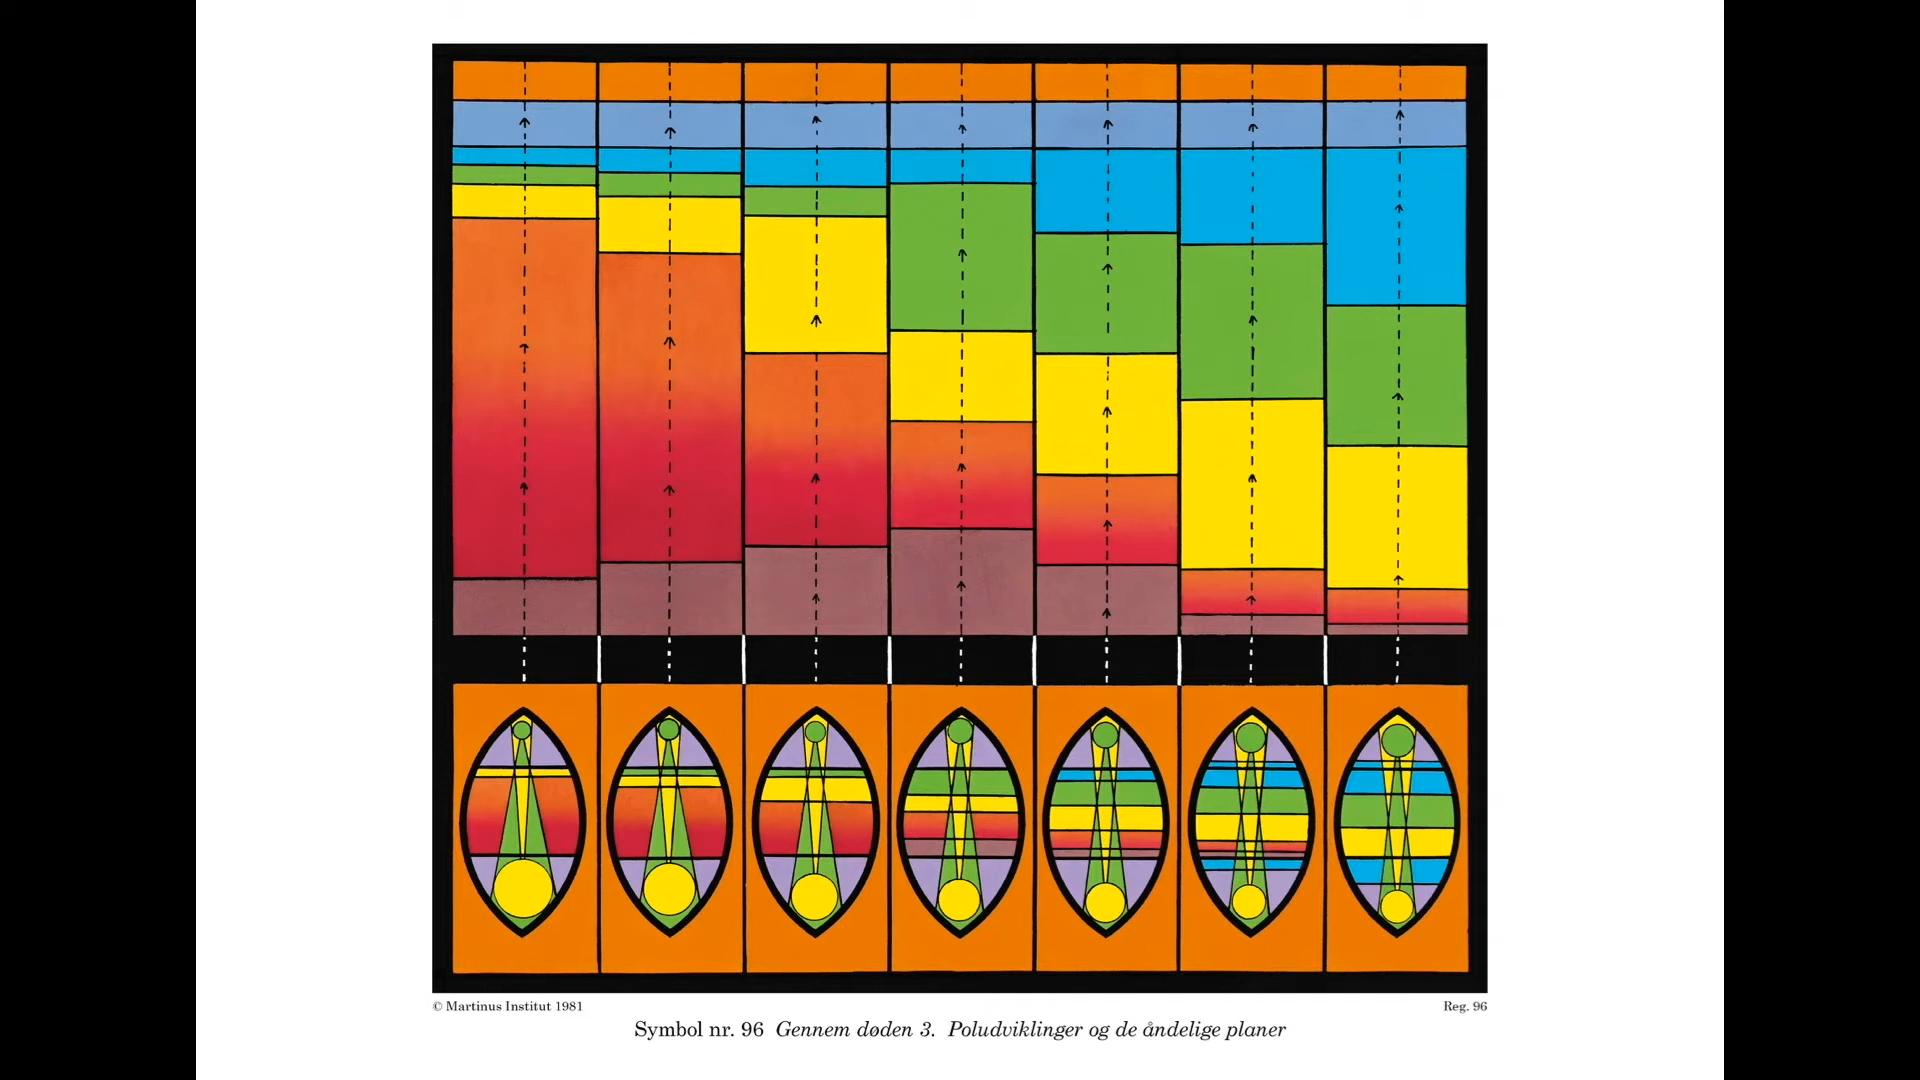 © Martinus Institut 1981
Reg. 96
Symbol nr. 96 Gennem døden 3. Poludviklinger og de åndelige planer